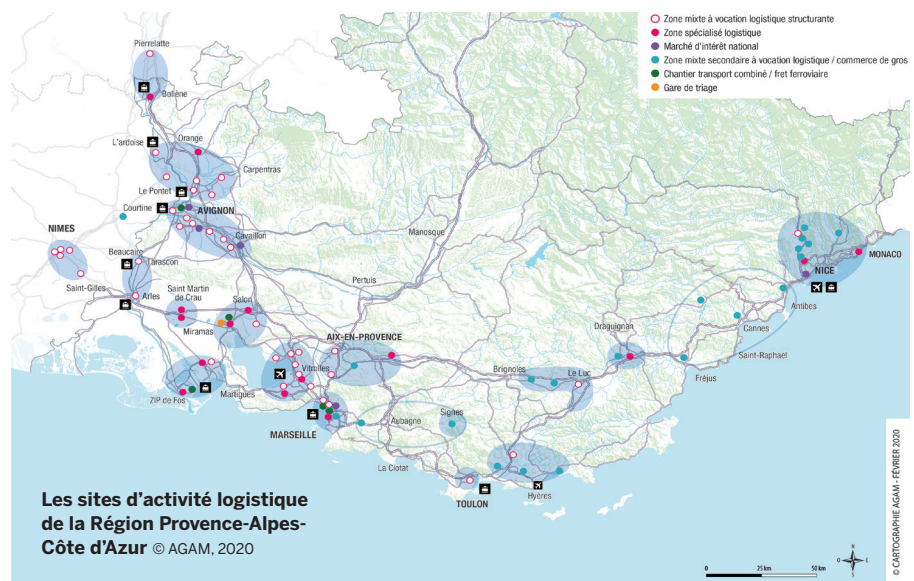 Zone mixte à vocation logistique structurante
Zone spécialisé logistique
Marché d'intérêt national
Zone mixte secondaire à vocation logistique / commerce de gros
Chantier transport combiné / fret ferroviaire
Gare de triage
Pierrelatte
Bollène
L'ardoise
Orange
Carpentras
Le Pontet
Courtine
AVIGNON
NIMES
Cavaillon
Manosque
Beaucaire
Tarascon
MONACO
NICE
Saint-Gilles
Pertuis
Arles
Saint Martin
de Crau
Salon
Antibes
Miramas
Draguignan
Cannes
AIX-EN-PROVENCE
Saint-Raphaël
Vitrolles
Brignoles
Le Luc
Fréjus
ZIP de Fos
Martigues
Signes
Aubagne
MARSEILLE
La Ciotat
Hyères
TOULON
Les sites d'activité logistique
de la Région Provence-Alpes-
Côte d'Azur © AGAM, 2020
0 25 km 50 km
N
O E
S
© CARTOGRAPHIE AGAM - FÉVRIER 2020